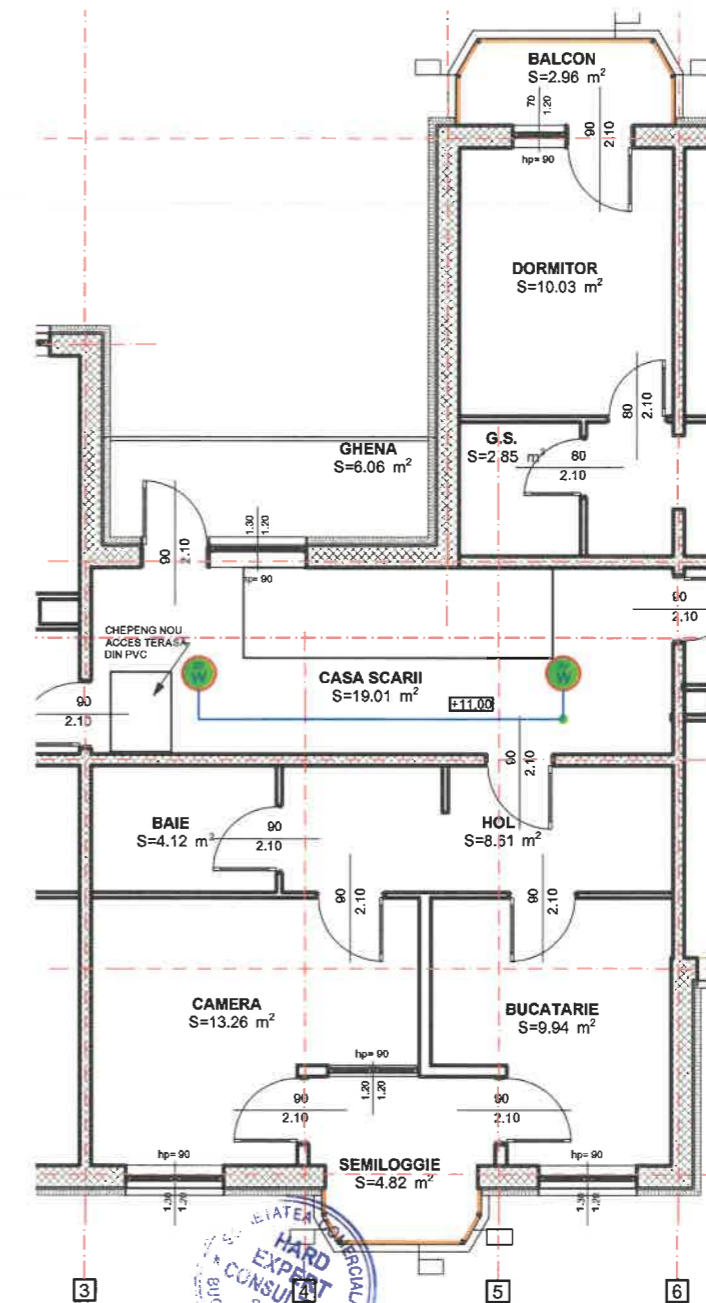 BALCON
S=2.96 m²
70
1.20
90
2.10
hp= 90
DORMITOR
S=10.03 m²
80
2.10
G.S.
S=2.85 m²
80
2.10
GHENA
S=6.06 m²
1.30
1.20
90
2.10
hp= 90
90
2.10
CHEPENG NOU
ACCES TERASA
DIN PVC
W
W
CASA SCARII
S=19.01 m²
+11.00
90
2.10
90
2.10
BAIE
S=4.12 m²
90
2.10
HOL
S=8.61 m²
90
2.10
90
2.10
CAMERA
S=13.26 m²
BUCATARIE
S=9.94 m²
hp= 90
1.20
1.20
90
2.10
90
2.10
hp= 90
hp= 90
SEMILOGGIE
S=4.82 m²
1.30
1.20
1.30
1.20
COMERCIAL
HARD
EXPERT
3
4
5
6